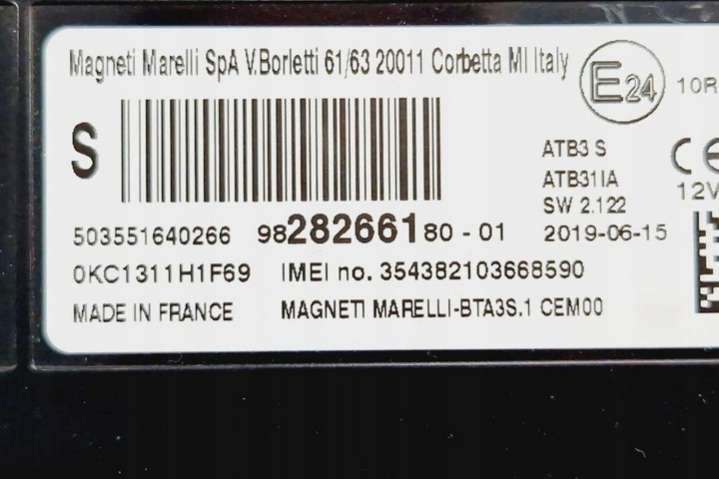 Magneti Marelli SpA V.Borletti 61/63 20011 Corbetta MI Italy
E24 10R
S
ATB3 S
ATB31IA
SW 2.122
CE
12V
503551640266 9828266180-01 2019-06-15
0KC1311H1F69 IMEI no. 354382103668590
MADE IN FRANCE MAGNETI MARELLI-BTA3S.1 CEM00